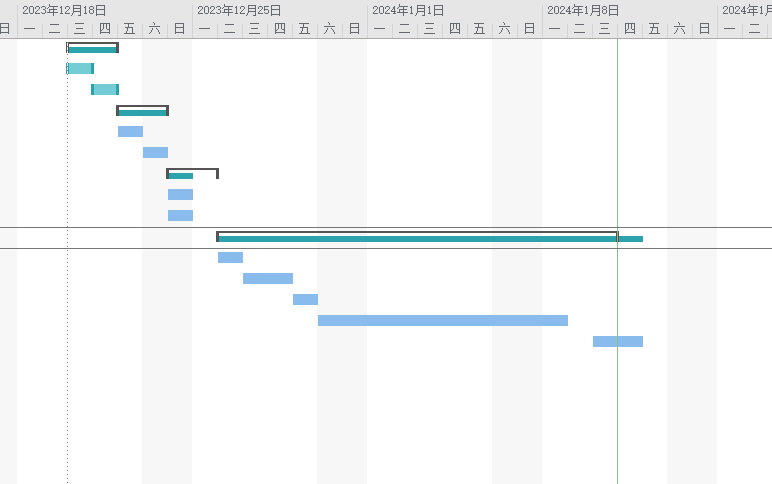 2023年12月18日 2023年12月25日 2024年1月1日 2024年1月8日 2024年1月
日 一 二 三 四 五 六 日 一 二 三 四 五 六 日 一 二 三 四 五 六 日 一 二 三 四 五 六 日 一 二